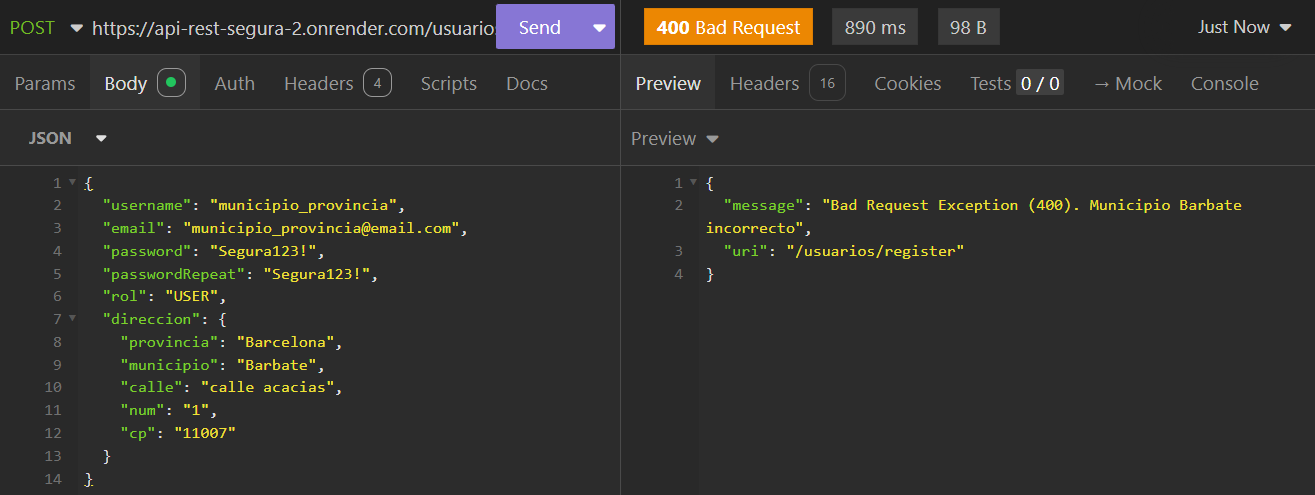 POST https://api-rest-segura-2.onrender.com/usuarios Send
400 Bad Request 890 ms 98 B Just Now
Params Body Auth Headers 4 Scripts Docs
Preview Headers 16 Cookies Tests 0 / 0 → Mock Console
JSON
Preview
1 {
2 "username": "municipio_provincia",
3 "email": "municipio_provincia@email.com",
4 "password": "Segura123!",
5 "passwordRepeat": "Segura123!",
6 "rol": "USER",
7 "direccion": {
8 "provincia": "Barcelona",
9 "municipio": "Barbate",
10 "calle": "calle acacias",
11 "num": "1",
12 "cp": "11007"
13 }
14 }
1 {
2 "message": "Bad Request Exception (400). Municipio Barbate
incorrecto",
3 "uri": "/usuarios/register"
4 }